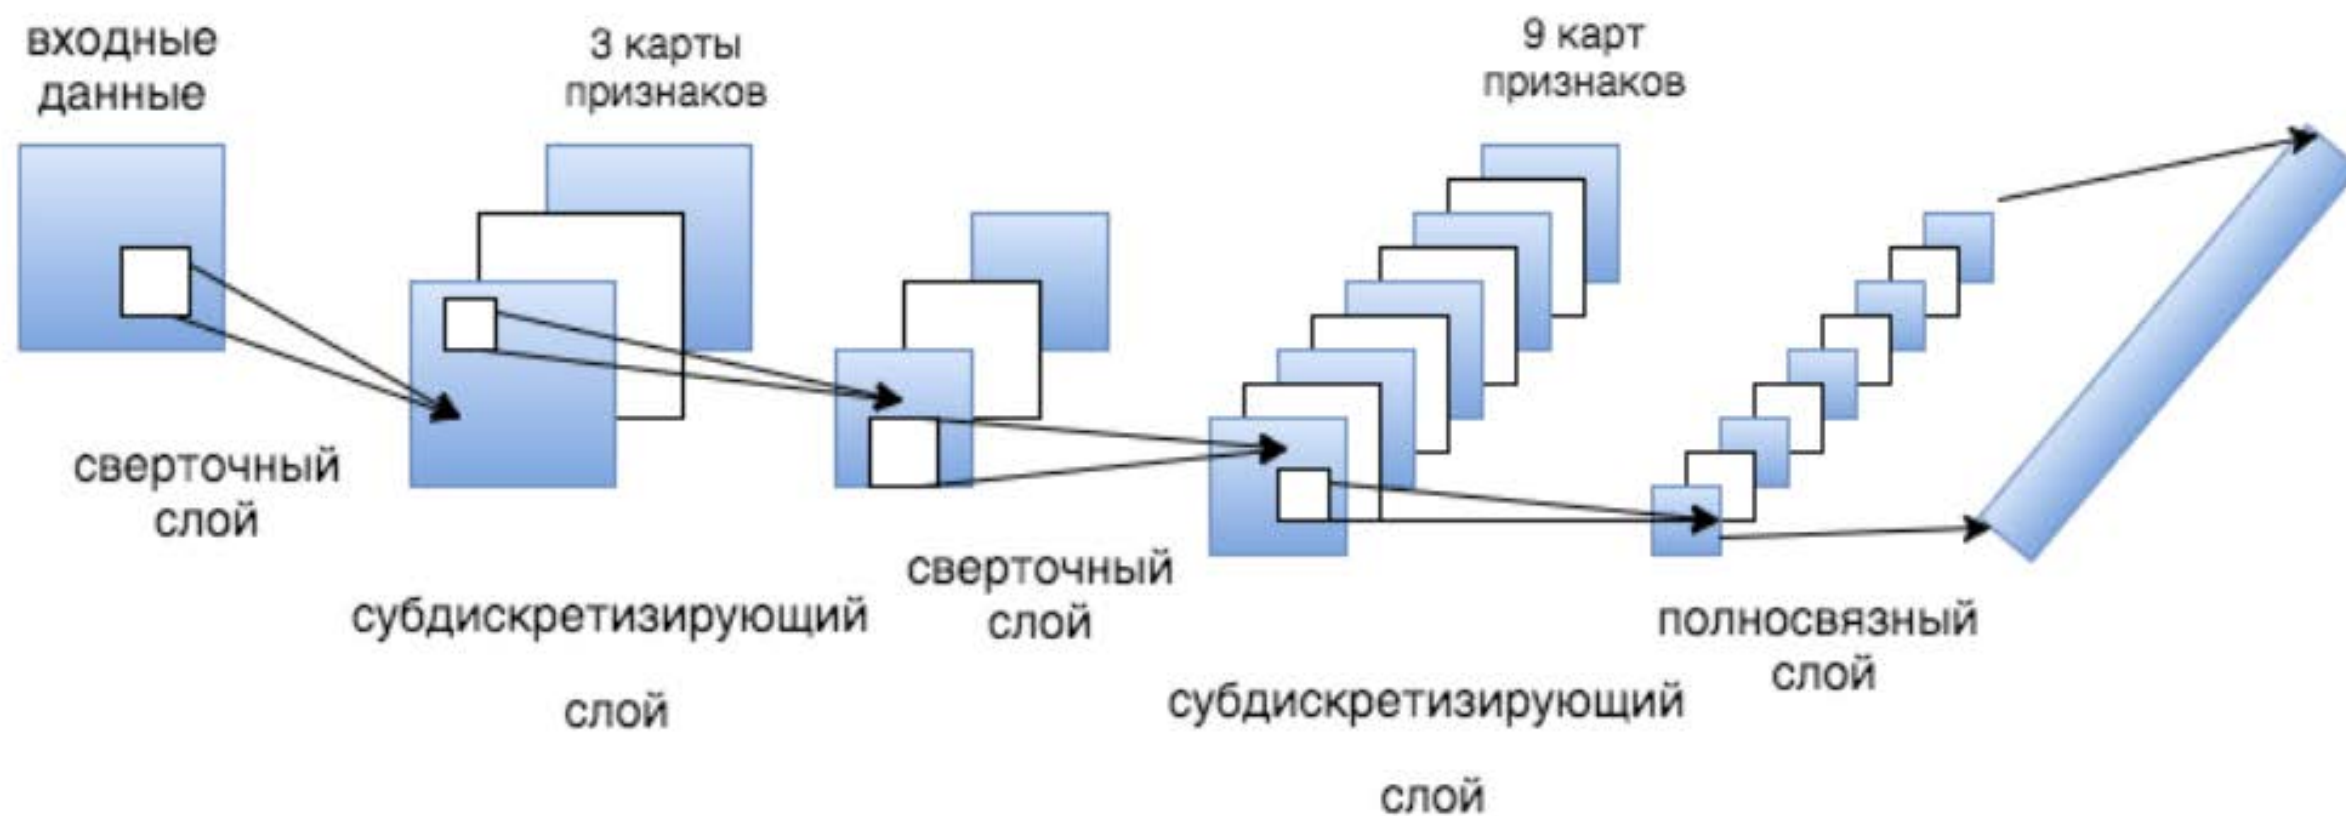 входные
данные
3 карты
признаков
9 карт
признаков
сверточный
слой
субдискретизирующий
слой
сверточный
слой
субдискретизирующий
слой
полносвязный
слой